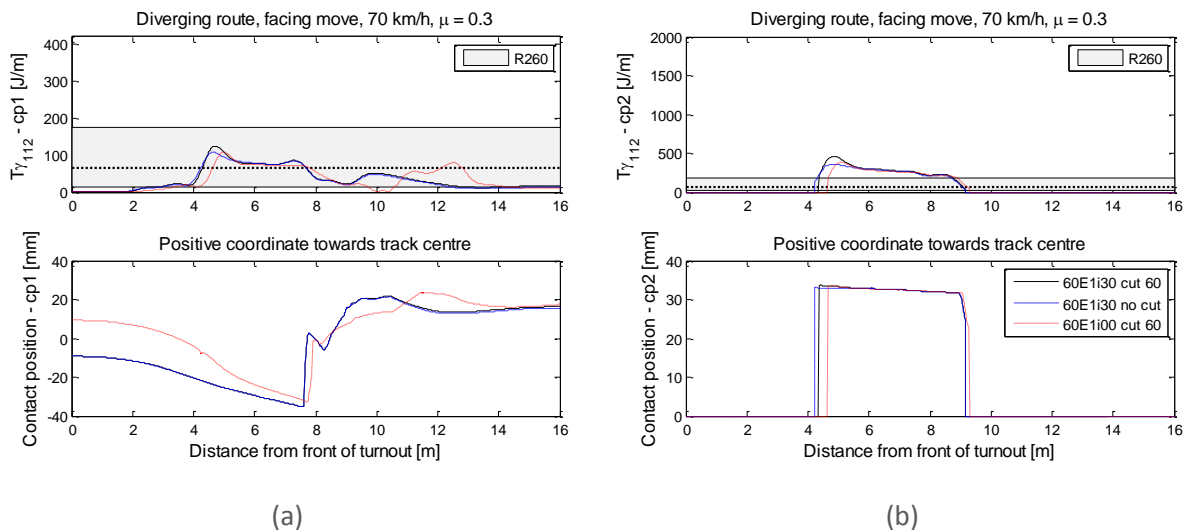 Diverging route, facing move, 70 km/h, μ = 0.3
Tγ112 - cp1 [J/m]
400
300
200
100
0
R260
0 2 4 6 8 10 12 14 16
Positive coordinate towards track centre
Contact position - cp1 [mm]
40
20
0
-20
-40
0 2 4 6 8 10 12 14 16
Distance from front of turnout [m]
(a)
Diverging route, facing move, 70 km/h, μ = 0.3
Tγ112 - cp2 [J/m]
2000
1500
1000
500
0
R260
0 2 4 6 8 10 12 14 16
Positive coordinate towards track centre
Contact position - cp2 [mm]
40
30
20
10
0
60E1i30 cut 60
60E1i30 no cut
60E1i00 cut 60
0 2 4 6 8 10 12 14 16
Distance from front of turnout [m]
(b)